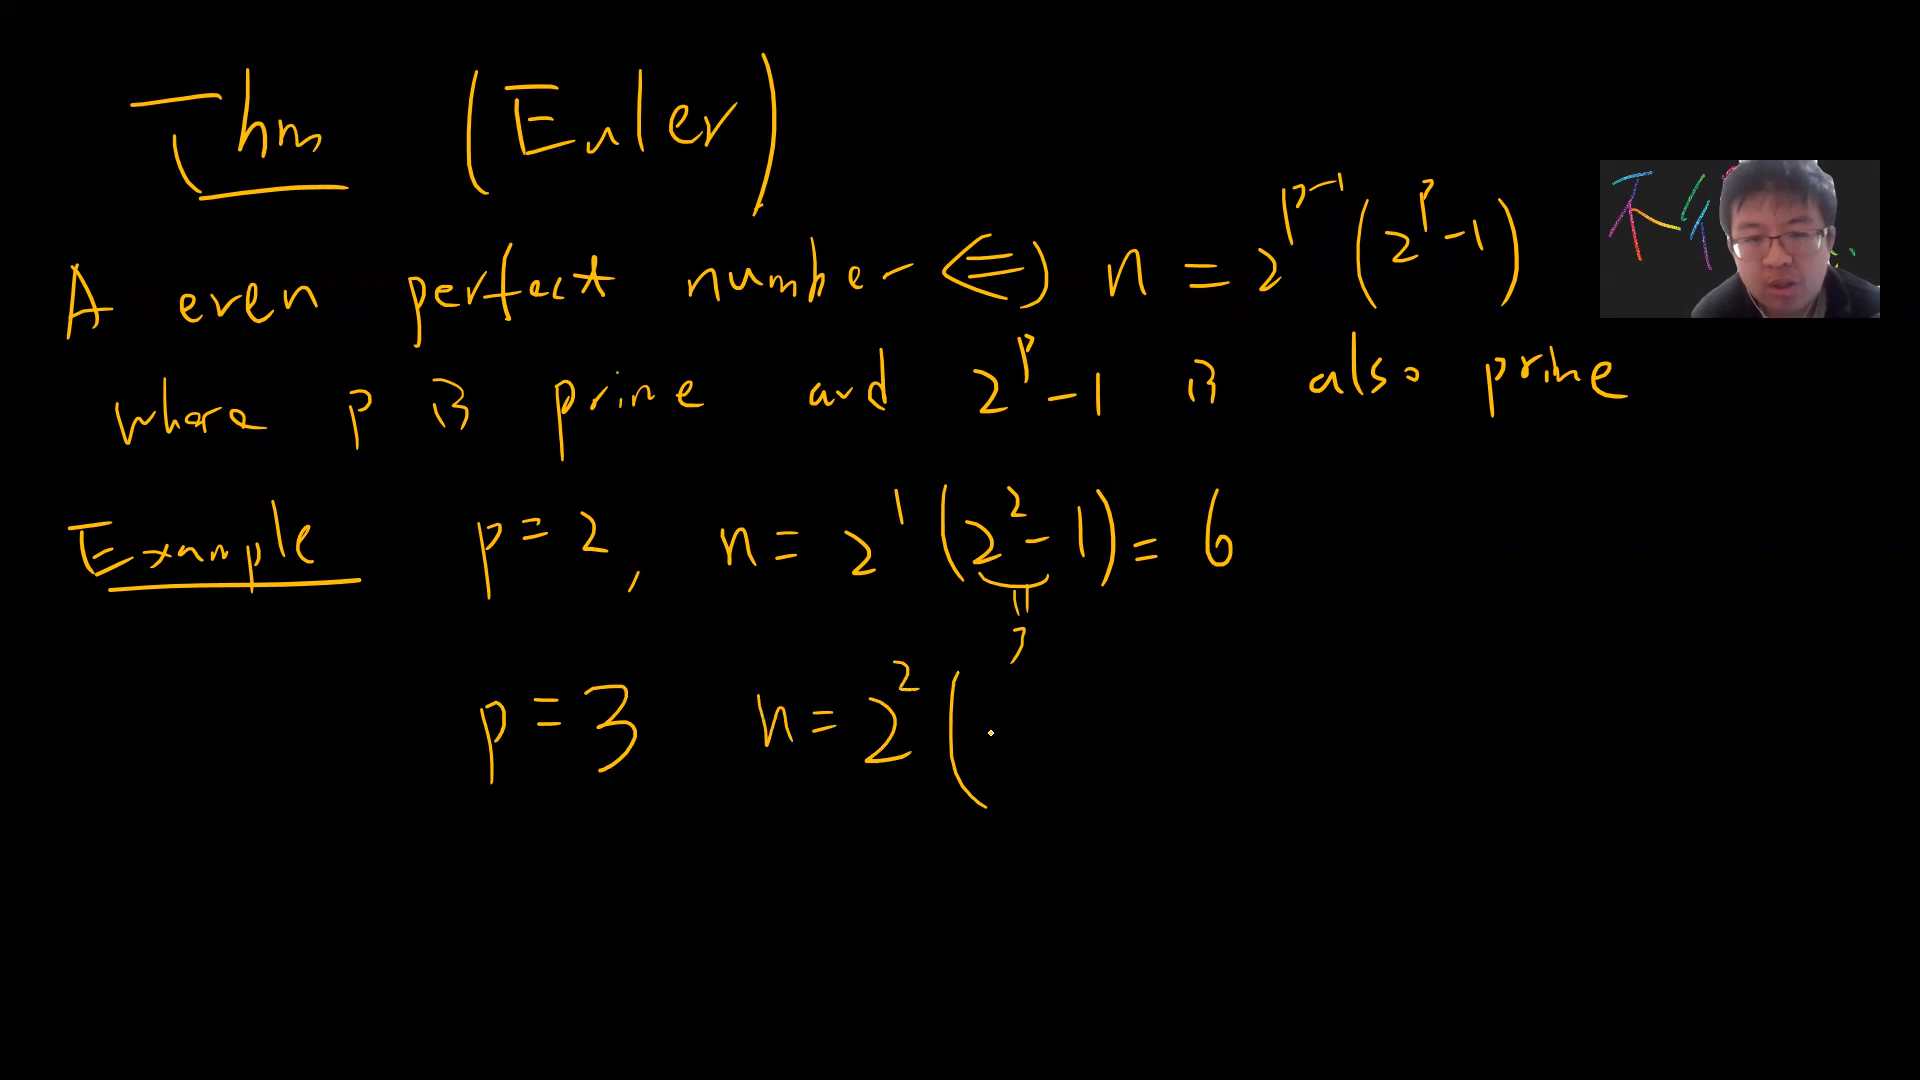 Thm (Euler)
A even perfect number <=> n = 2^{p-1} (2^p - 1)
where p is prime and 2^p - 1 is also prime
Example p = 2, n = 2^1 (2^2 - 1) = 6
= 3
p = 3 n = 2^2 (
不